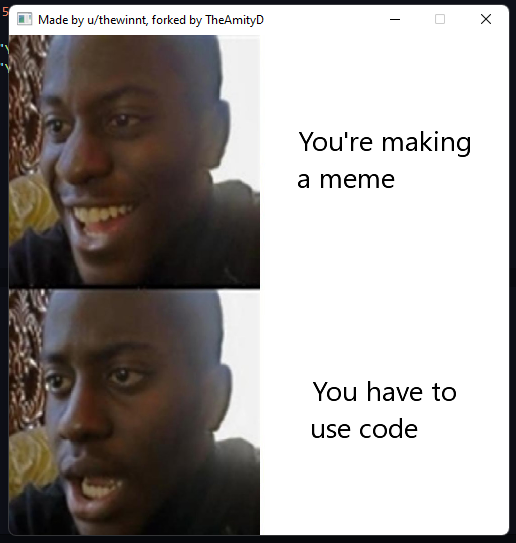 Made by u/thewinnt, forked by TheAmityD
You're making
a meme
You have to
use code